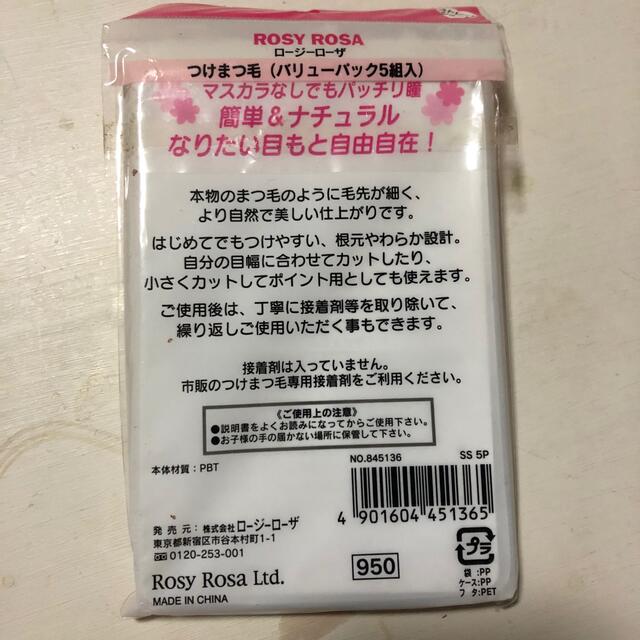 ROSY ROSA
ロージーローザ
つけまつ毛（バリューパック5組入）
マスカラなしでもパッチリ瞳
簡単＆ナチュラル
なりたい目もと自由自在！
本物のまつ毛のように毛先が細く、
より自然で美しい仕上がりです。
はじめてでもつけやすい、根元やわらか設計。
自分の目幅に合わせてカットしたり、
小さくカットしてポイント用としても使えます。
ご使用後は、丁寧に接着剤等を取り除いて、
繰り返しご使用いただく事もできます。
接着剤は入っていません。
市販のつけまつ毛専用接着剤をご利用ください。
《ご使用上の注意》
●説明書をよくお読みになってからご使用下さい。
●お子様の手の届かない場所に保管して下さい。
本体材質：PBT
NO.845136 SS 5P
4 901604 451365
発売元：株式会社ロージーローザ
東京都新宿区市谷本村町1-1
0120-253-001
Rosy Rosa Ltd.
MADE IN CHINA
950
プラ
袋:PP
ケース:PP
フタ:PET